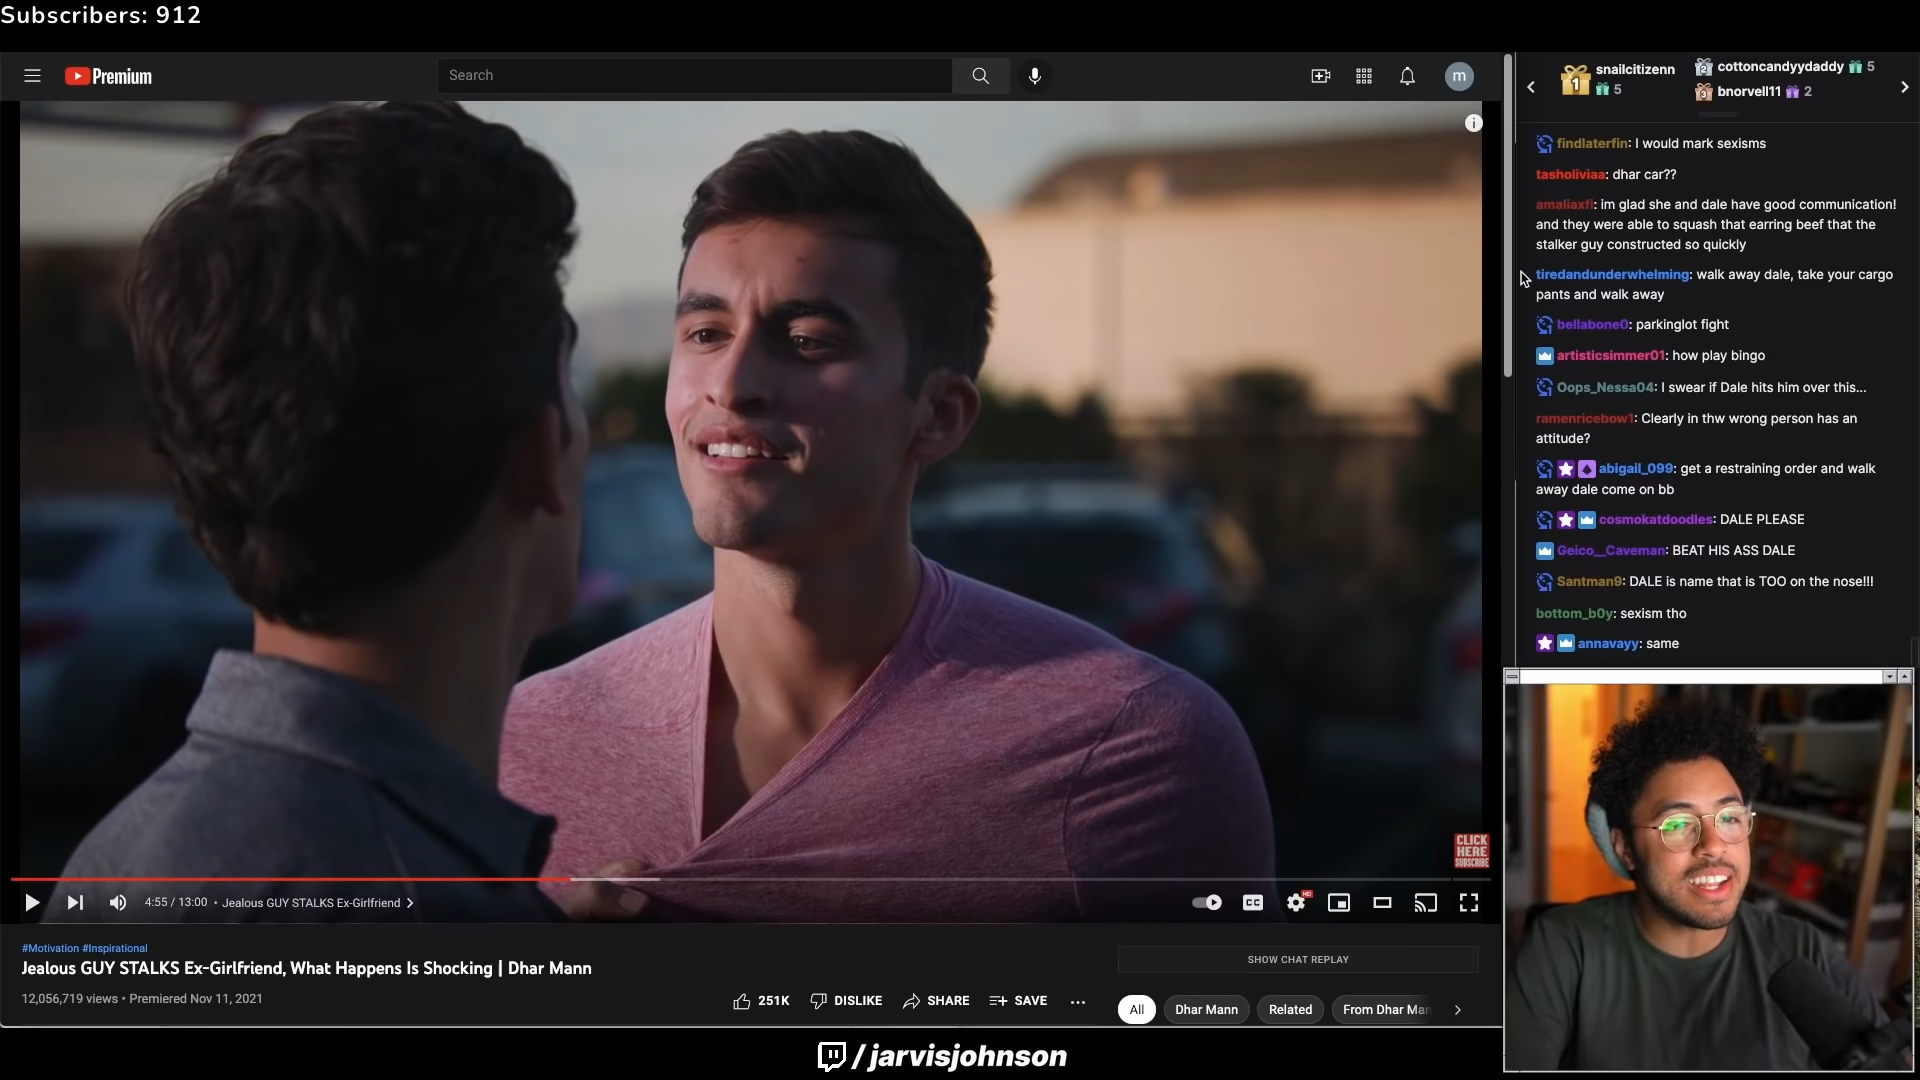 Subscribers: 912
Premium
Search
m
1
snailcitizenn
5
2 cottoncandyydaddy 5
3 bnorvell11 2
findlaterfin: I would mark sexisms
tasholiviaa: dhar car??
amaliaxfi: im glad she and dale have good communication!
and they were able to squash that earring beef that the
stalker guy constructed so quickly
tiredandunderwhelming: walk away dale, take your cargo
pants and walk away
bellabone0: parkinglot fight
artisticsimmer01: how play bingo
Oops_Nessa04: I swear if Dale hits him over this...
ramenricebow1: Clearly in thw wrong person has an
attitude?
abigail_099: get a restraining order and walk
away dale come on bb
cosmokatdoodles: DALE PLEASE
Geico__Caveman: BEAT HIS ASS DALE
Santman9: DALE is name that is TOO on the nose!!!
bottom_b0y: sexism tho
annavayy: same
CLICK
HERE
SUBSCRIBE
4:55 / 13:00 • Jealous GUY STALKS Ex-Girlfriend
CC
HD
#Motivation #Inspirational
Jealous GUY STALKS Ex-Girlfriend, What Happens Is Shocking | Dhar Mann
12,056,719 views • Premiered Nov 11, 2021
251K
DISLIKE
SHARE
SAVE
SHOW CHAT REPLAY
All
Dhar Mann
Related
From Dhar Man
/jarvisjohnson